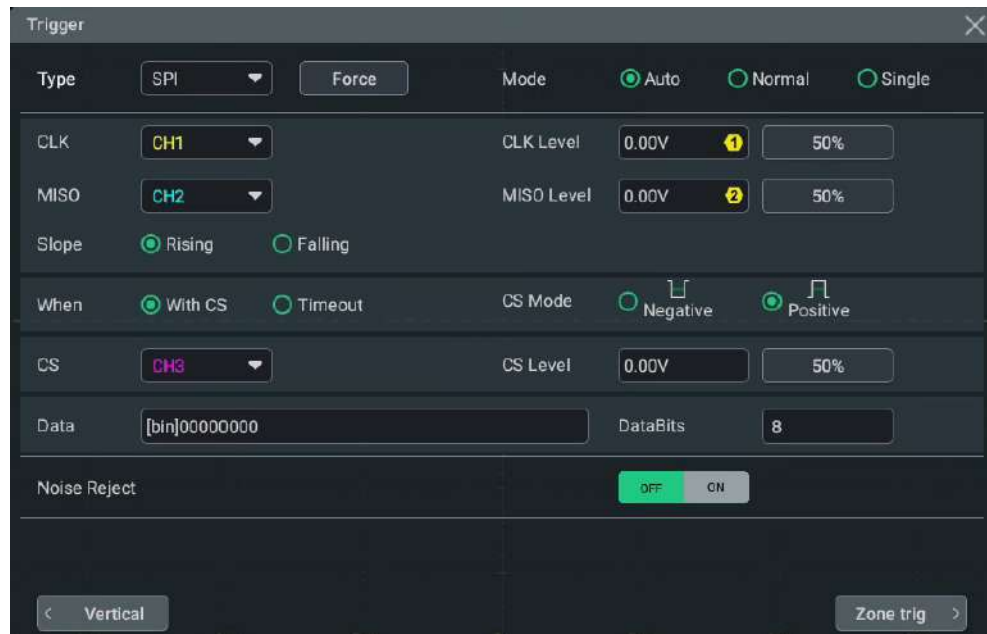 Trigger
Type SPI Force Mode Auto Normal Single
CLK CH1 CLK Level 0.00V 1 50%
MISO CH2 MISO Level 0.00V 2 50%
Slope Rising Falling
When With CS Timeout CS Mode Negative Positive
CS CH3 CS Level 0.00V 50%
Data [bin]00000000 DataBits 8
Noise Reject OFF ON
< Vertical Zone trig >